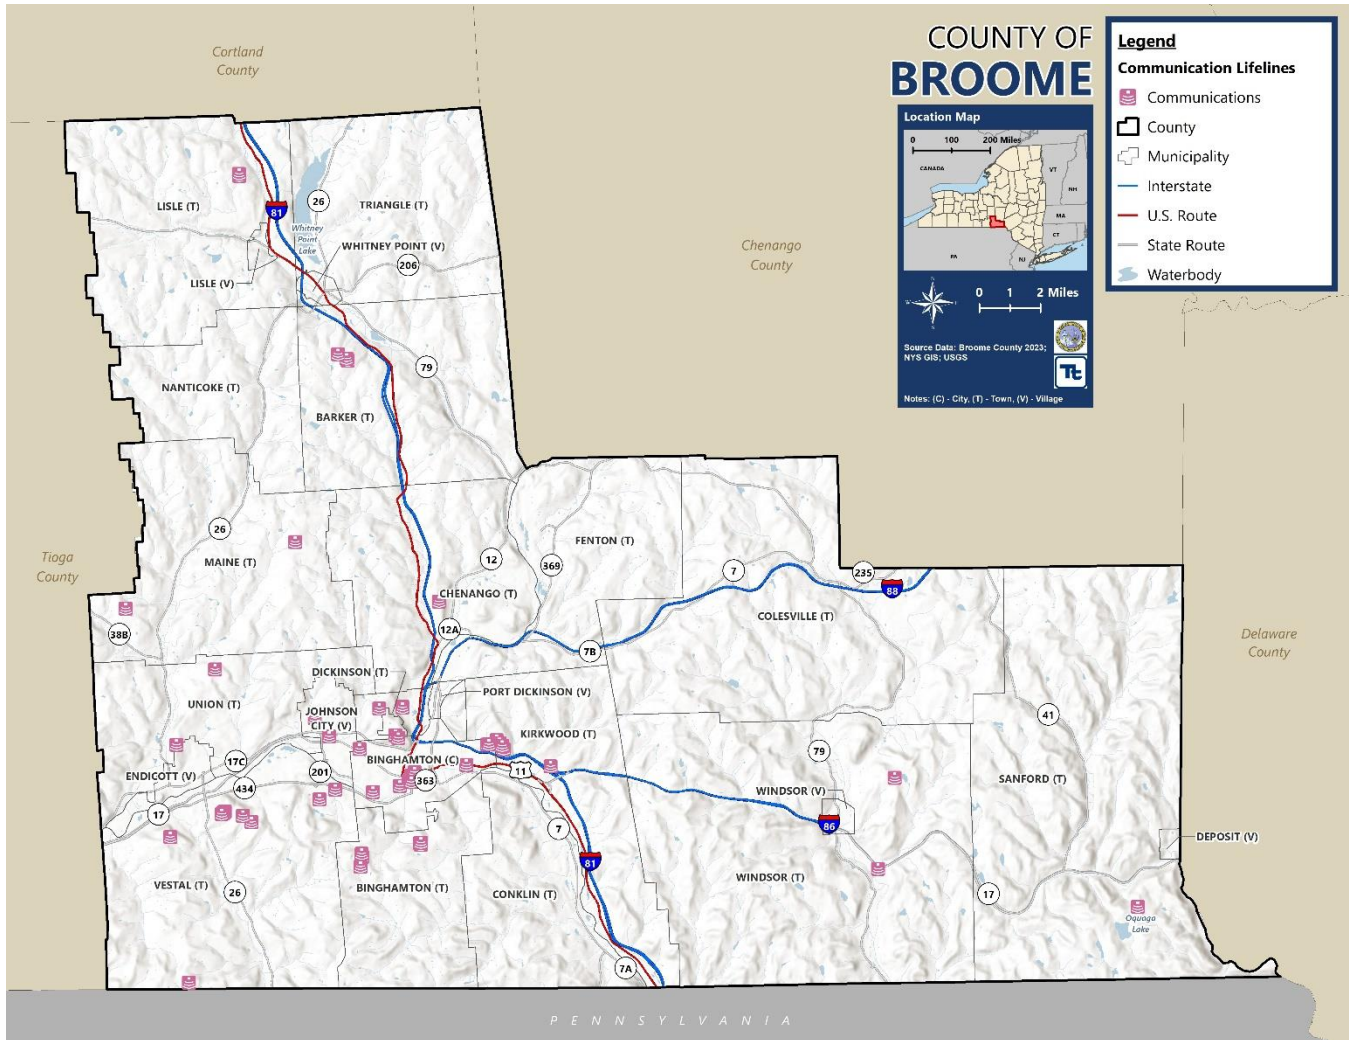 COUNTY OF
BROOME
Location Map
0 100 200 Miles
CANADA
VT
NH
MA
CT
NJ
PA
0 1 2 Miles
Source Data: Broome County 2023;
NYS GIS; USGS
Tt
Notes: (C) - City, (T) - Town, (V) - Village
Legend
Communication Lifelines
Communications
County
Municipality
Interstate
U.S. Route
State Route
Waterbody
Cortland
County
Chenango
County
Tioga
County
Delaware
County
PENNSYLVANIA
LISLE (T)
81
26
TRIANGLE (T)
Whitney
Point
Lake
WHITNEY POINT (V)
206
LISLE (V)
NANTICOKE (T)
79
BARKER (T)
26
MAINE (T)
12
369
FENTON (T)
7
235
88
CHENANGO (T)
COLESVILLE (T)
38B
12A
7B
DICKINSON (T)
PORT DICKINSON (V)
UNION (T)
JOHNSON
CITY (V)
KIRKWOOD (T)
41
79
17C
BINGHAMTON (C)
ENDICOTT (V)
201
363
11
434
SANFORD (T)
WINDSOR (V)
17
7
86
DEPOSIT (V)
81
VESTAL (T)
26
BINGHAMTON (T)
CONKLIN (T)
WINDSOR (T)
17
Oquaga
Lake
7A